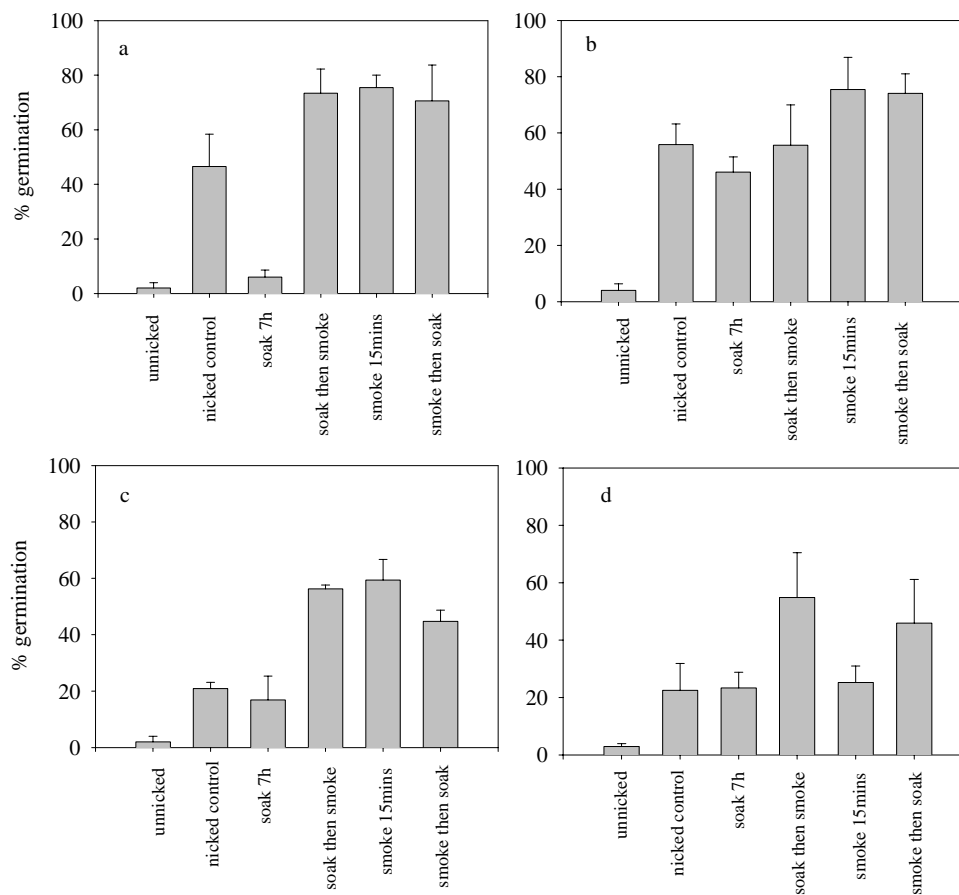 a
% germination
100
80
60
40
20
0
unnicked
nicked control
soak 7h
soak then smoke
smoke 15mins
smoke then soak
b
100
80
60
40
20
0
unnicked
nicked control
soak 7h
soak then smoke
smoke 15mins
smoke then soak
c
% germination
100
80
60
40
20
0
unnicked
nicked control
soak 7h
soak then smoke
smoke 15mins
smoke then soak
d
100
80
60
40
20
0
unnicked
nicked control
soak 7h
soak then smoke
smoke 15mins
smoke then soak